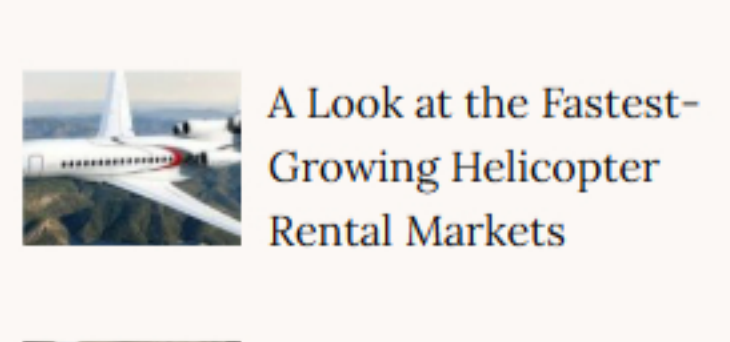 A Look at the Fastest-
Growing Helicopter
Rental Markets